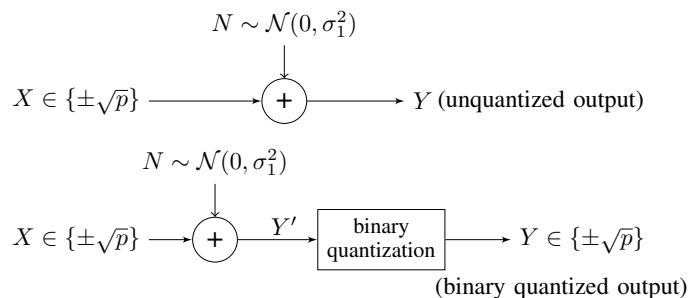 N ∼ 𝒩(0, σ₁²)
X ∈ {±√p} + Y (unquantized output)
N ∼ 𝒩(0, σ₁²)
X ∈ {±√p} + Y′ binary quantization Y ∈ {±√p}
(binary quantized output)